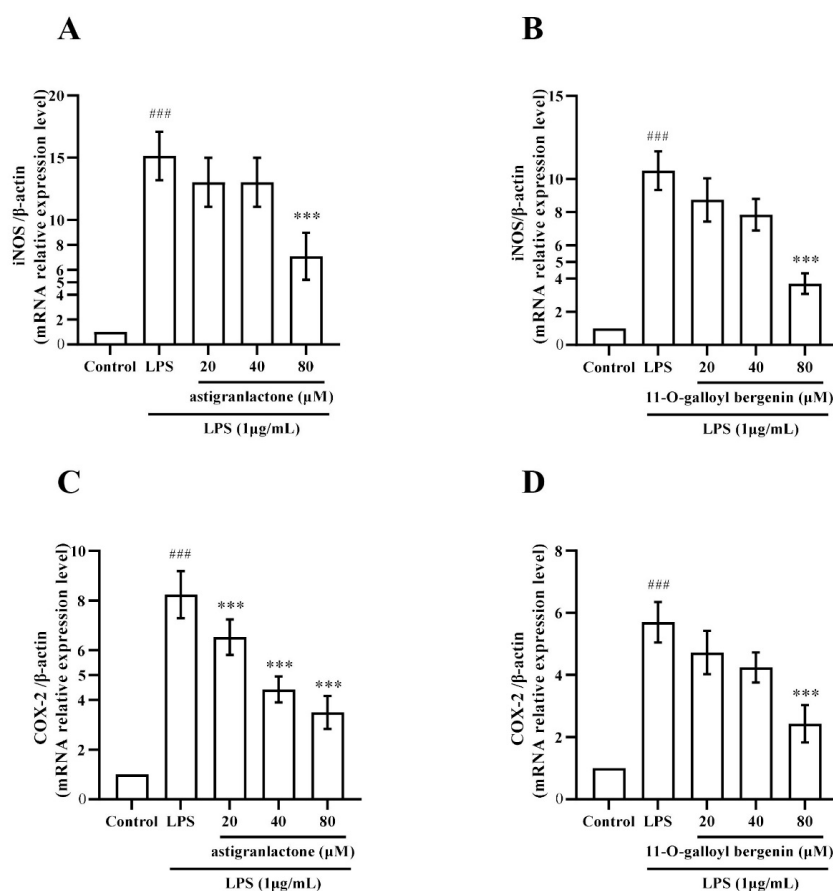 A
iNOS /β-actin
(mRNA relative expression level)
20
15
10
8
6
5
4
2
0
###
***
Control LPS 20 40 80
astigranlactone (μM)
LPS (1μg/mL)
B
iNOS/β-actin
(mRNA relative expression level)
15
10
8
6
5
4
2
0
###
***
Control LPS 20 40 80
11-O-galloyl bergenin (μM)
LPS (1μg/mL)
C
COX-2 /β-actin
(mRNA relative expression level)
10
8
6
5
4
2
0
###
***
***
***
Control LPS 20 40 80
astigranlactone (μM)
LPS (1μg/mL)
D
COX-2 /β-actin
(mRNA relative expression level)
8
6
4
2
0
###
***
Control LPS 20 40 80
11-O-galloyl bergenin (μM)
LPS (1μg/mL)